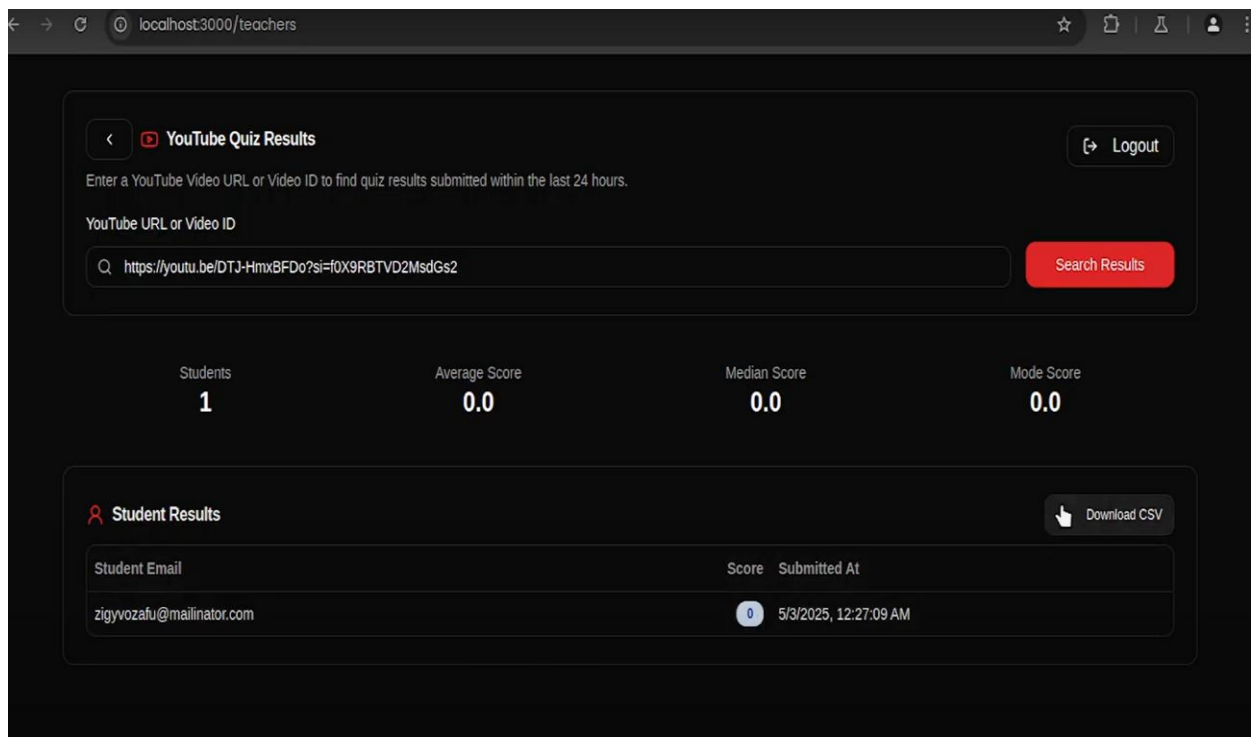 localhost:3000/teachers
YouTube Quiz Results
Logout
Enter a YouTube Video URL or Video ID to find quiz results submitted within the last 24 hours.
YouTube URL or Video ID
https://youtu.be/DTJ-HmxBFDo?si=f0X9RBTVD2MsdGs2
Search Results
Students Average Score Median Score Mode Score
1 0.0 0.0 0.0
Student Results
Download CSV
Student Email Score Submitted At
zigyvozafu@mailinator.com 0 5/3/2025, 12:27:09 AM